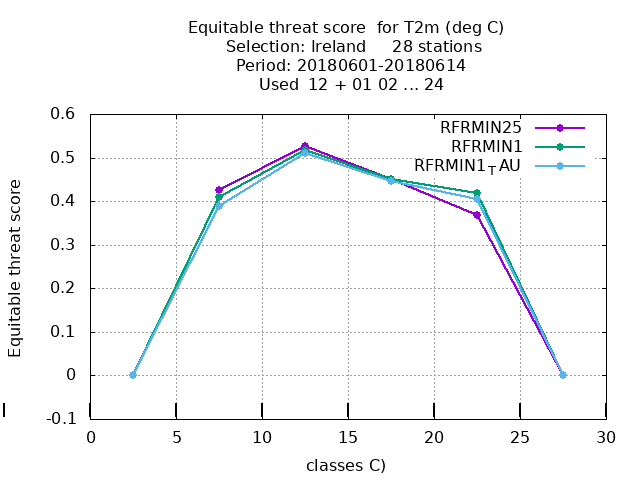 Equitable threat score  for T2m (deg C)
Selection: Ireland     28 stations
Period: 20180601-20180614
Used  12 + 01 02 ... 24
RFRMIN25
RFRMIN1
RFRMIN1TAU
0.6
0.5
0.4
0.3
0.2
0.1
0
-0.1
Equitable threat score
0 5 10 15 20 25 30
classes C)